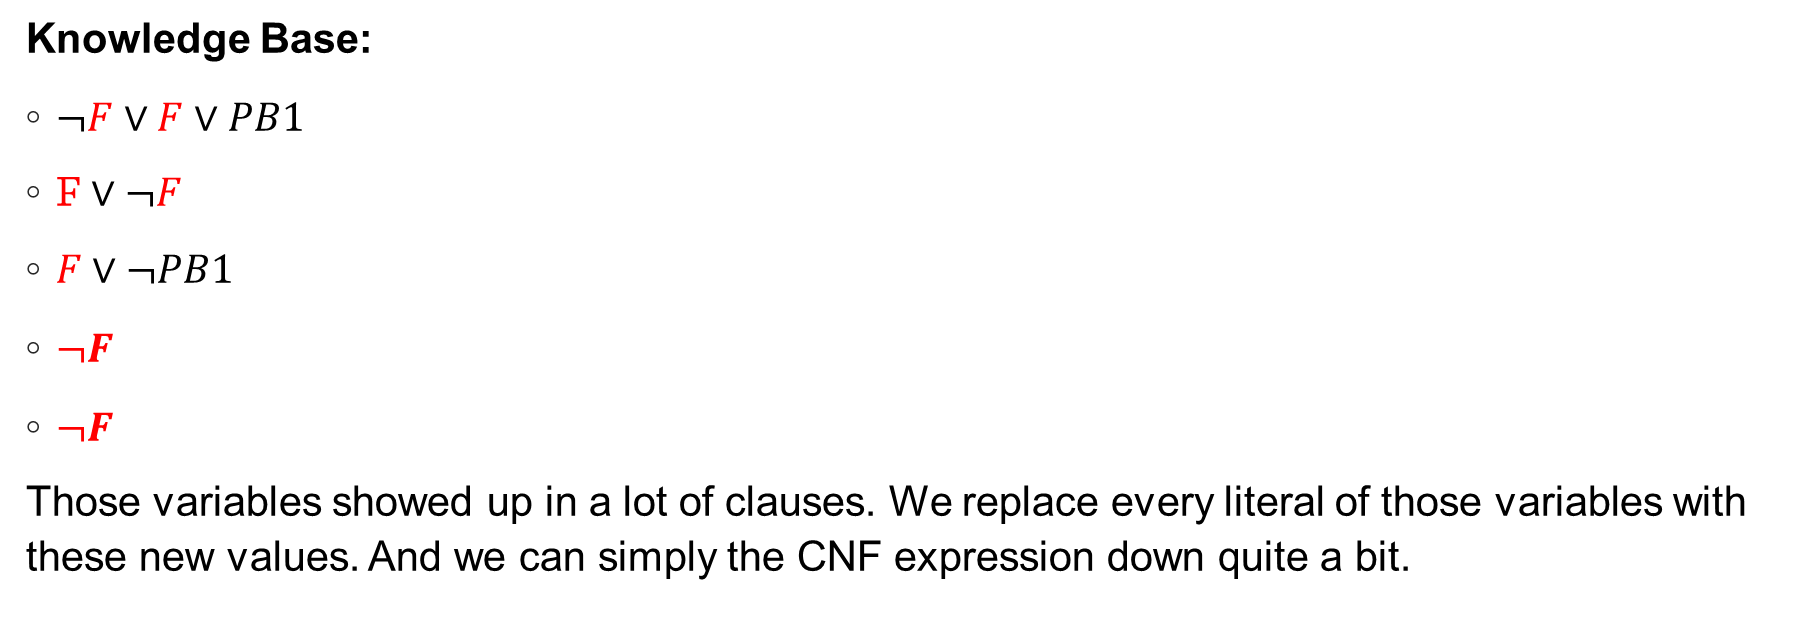 Knowledge Base:
◦ ¬F ∨ F ∨ PB1
◦ F ∨ ¬F
◦ F ∨ ¬PB1
◦ ¬F
◦ ¬F
Those variables showed up in a lot of clauses. We replace every literal of those variables with
these new values. And we can simply the CNF expression down quite a bit.